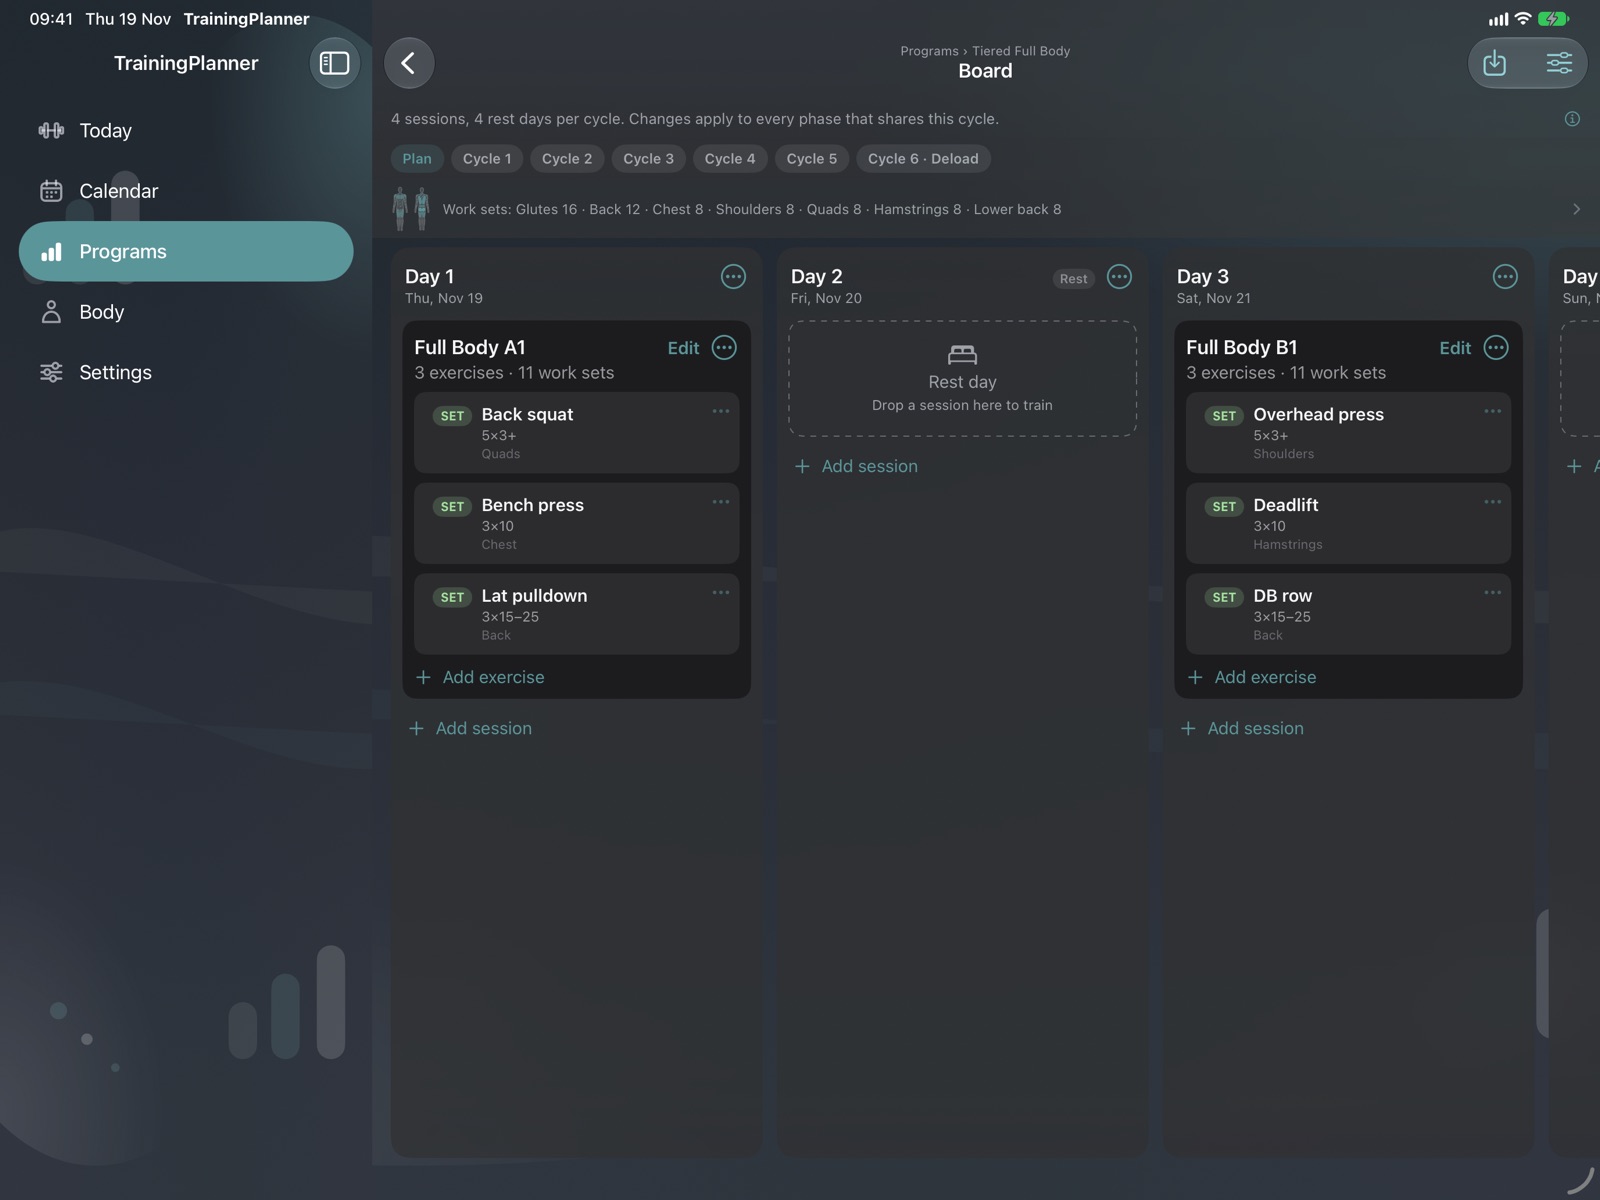 09:41 Thu 19 Nov TrainingPlanner
TrainingPlanner
Today
Calendar
Programs
Body
Settings
Programs › Tiered Full Body
Board
4 sessions, 4 rest days per cycle. Changes apply to every phase that shares this cycle.
Plan
Cycle 1
Cycle 2
Cycle 3
Cycle 4
Cycle 5
Cycle 6 · Deload
Work sets: Glutes 16 · Back 12 · Chest 8 · Shoulders 8 · Quads 8 · Hamstrings 8 · Lower back 8
Day 1
Thu, Nov 19
Full Body A1
Edit
3 exercises · 11 work sets
SET Back squat
5×3+
Quads
SET Bench press
3×10
Chest
SET Lat pulldown
3×15–25
Back
+ Add exercise
+ Add session
Day 2
Rest
Fri, Nov 20
Rest day
Drop a session here to train
+ Add session
Day 3
Sat, Nov 21
Full Body B1
Edit
3 exercises · 11 work sets
SET Overhead press
5×3+
Shoulders
SET Deadlift
3×10
Hamstrings
SET DB row
3×15–25
Back
+ Add exercise
+ Add session
Day
Sun,
+